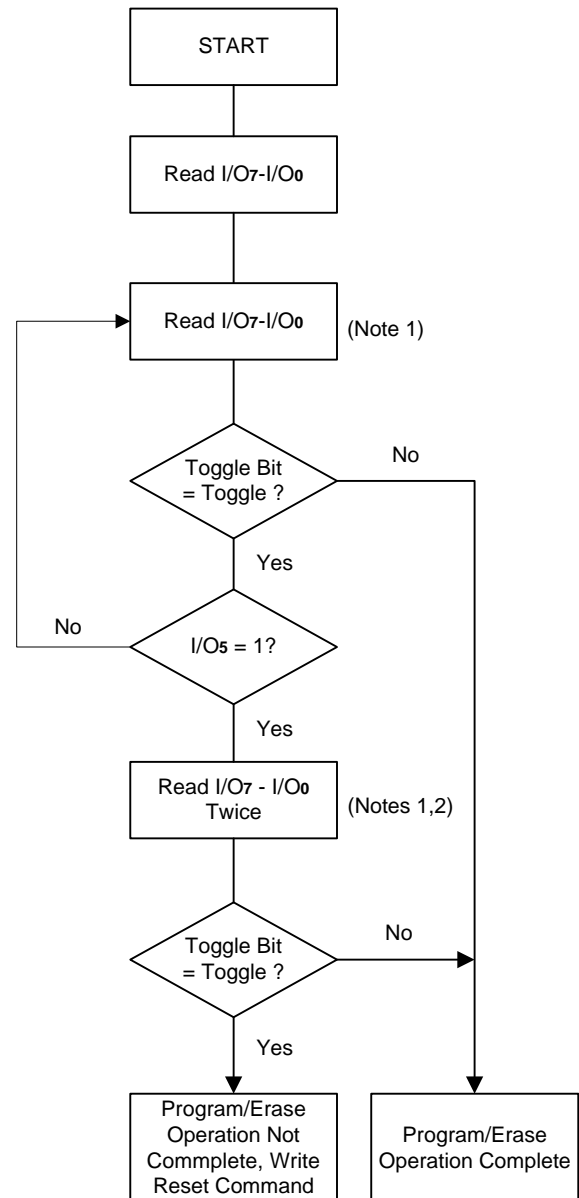 START
Read I/O7-I/O0
Read I/O7-I/O0
(Note 1)
Toggle Bit
= Toggle ?
No
Yes
No
I/O5 = 1?
Yes
Read I/O7 - I/O0
Twice
(Notes 1,2)
Toggle Bit
= Toggle ?
No
Yes
Program/Erase
Operation Not
Commplete, Write
Reset Command
Program/Erase
Operation Complete